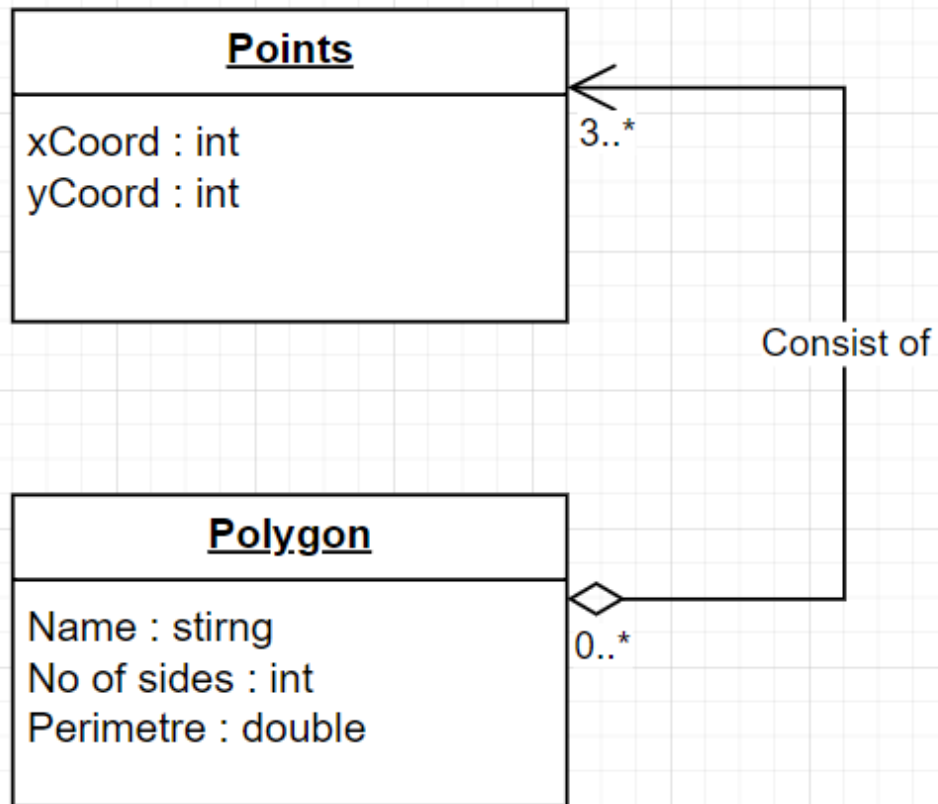 Points
xCoord : int
yCoord : int
3..*
Consist of
Polygon
Name : stirng
No of sides : int
Perimetre : double
0..*